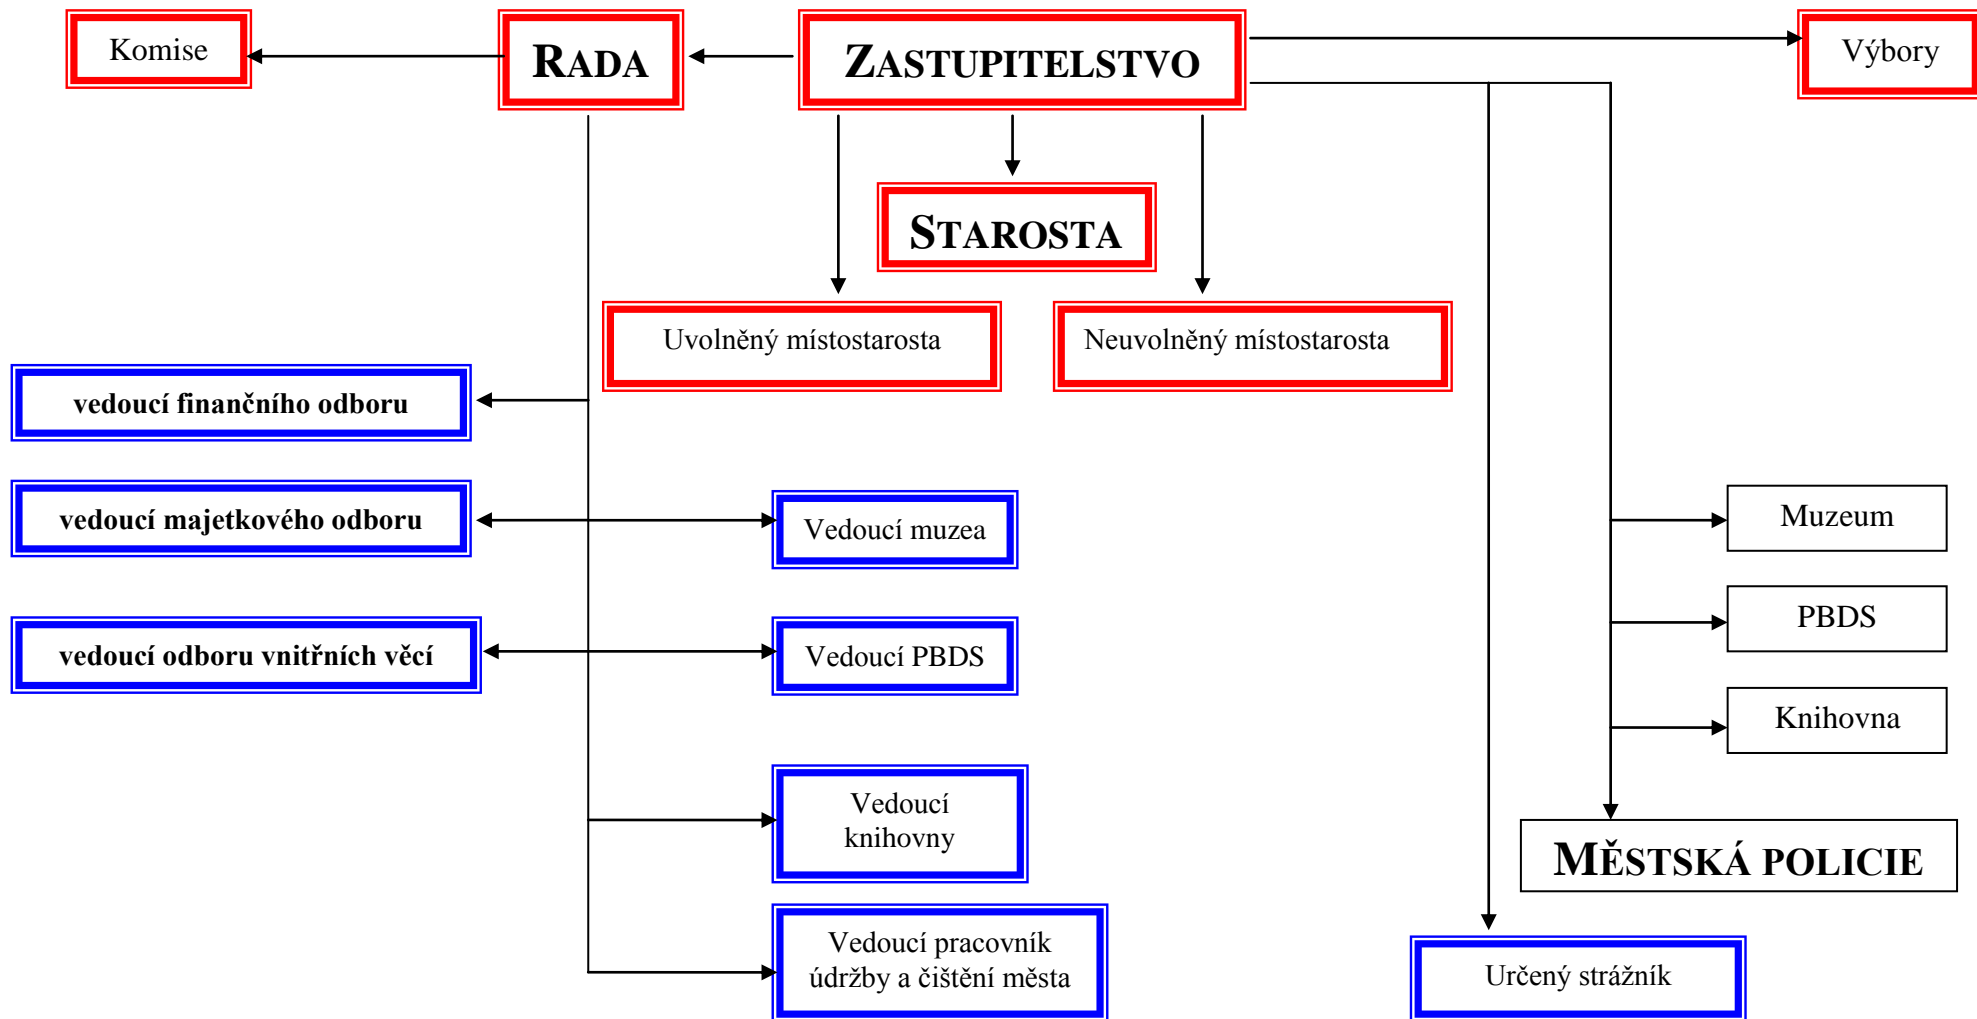 Komise
RADA
ZASTUPITELSTVO
Výbory
STAROSTA
Uvolněný místostarosta
Neuvolněný místostarosta
vedoucí finančního odboru
vedoucí majetkového odboru
Vedoucí muzea
Muzeum
PBDS
vedoucí odboru vnitřních věcí
Vedoucí PBDS
Knihovna
Vedoucí
knihovny
MĚSTSKÁ POLICIE
Vedoucí pracovník
údržby a čištění města
Určený strážník